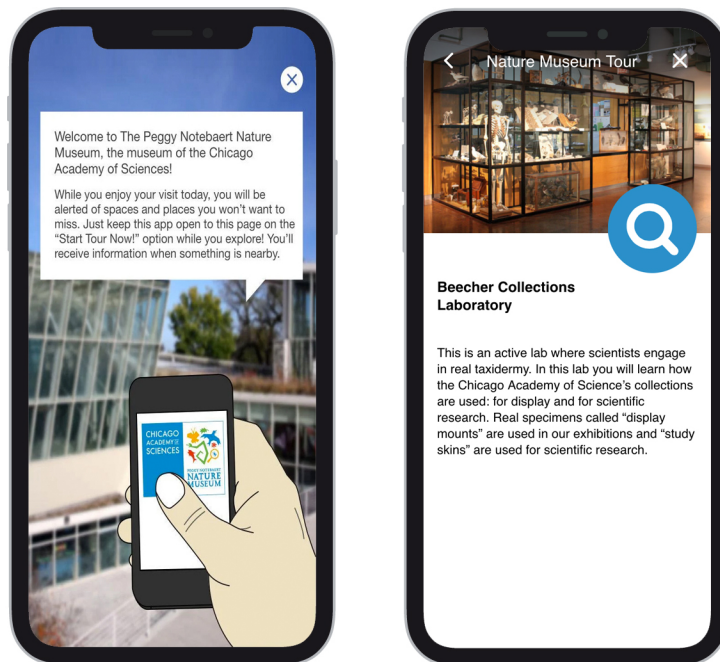 Welcome to The Peggy Notebaert Nature
Museum, the museum of the Chicago
Academy of Sciences!
While you enjoy your visit today, you will be
alerted of spaces and places you won't want to
miss. Just keep this app open to this page on the
“Start Tour Now!” option while you explore! You'll
receive information when something is nearby.
CHICAGO
ACADEMY OF
SCIENCES
PEGGY NOTEBAERT
NATURE
MUSEUM
Nature Museum Tour
Beecher Collections
Laboratory
This is an active lab where scientists engage
in real taxidermy. In this lab you will learn how
the Chicago Academy of Science's collections
are used: for display and for scientific
research. Real specimens called “display
mounts” are used in our exhibitions and “study
skins” are used for scientific research.